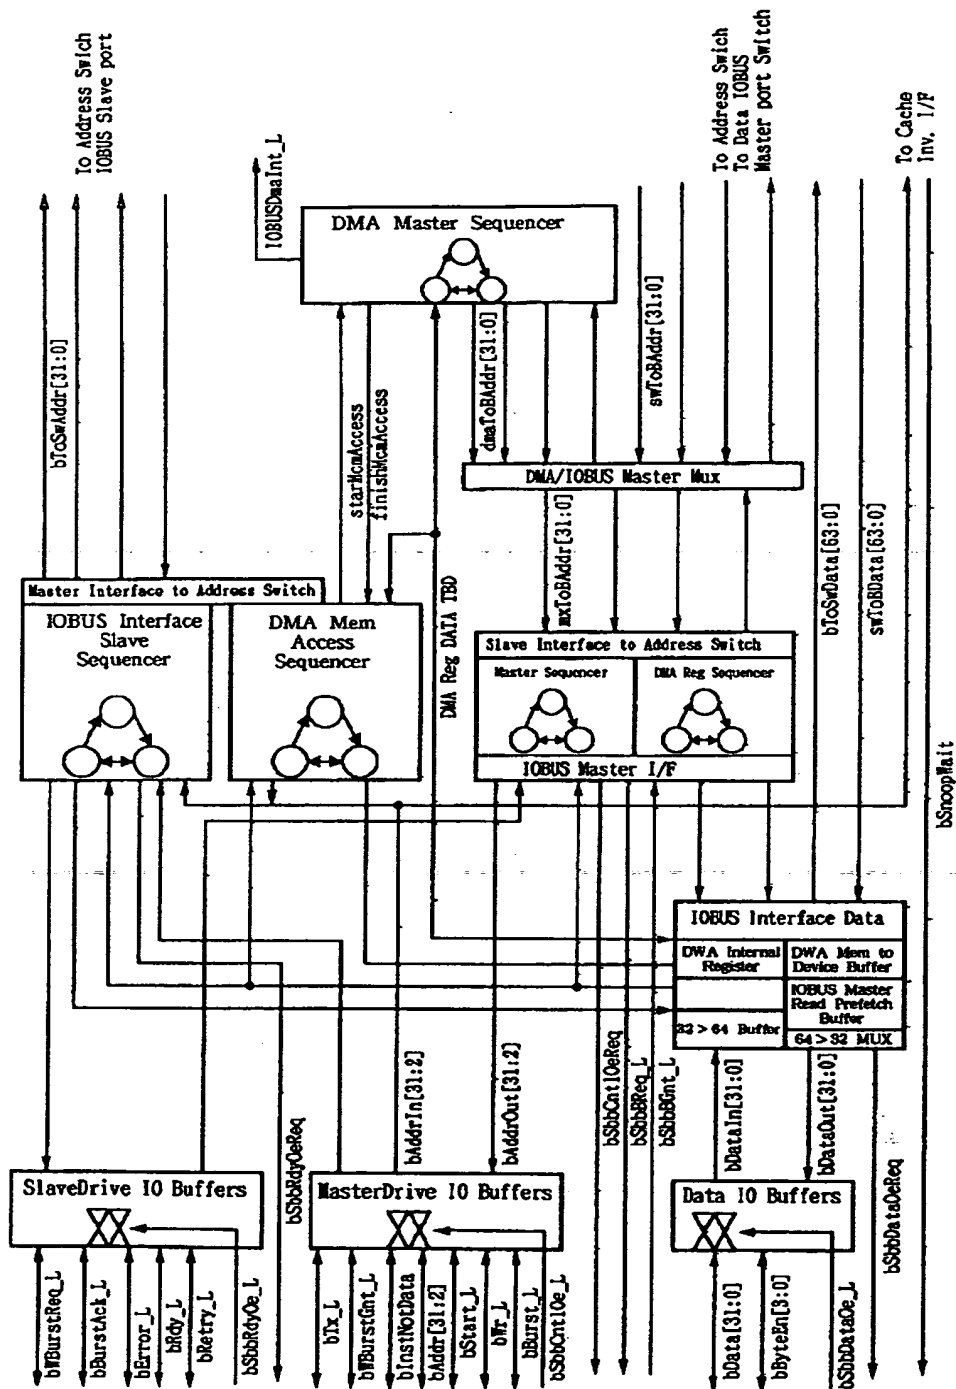 To Address Swich
IOBUS Slave port
IOBUSDmaInt_L
To Address Swich
To Data IOBUS
Master port Switch
To Cache
Inv. I/F
DMA Master Sequencer
bToSwAddr[31:0]
starMcmAccess
finishMcmAccess
dmaToBAddr[31:0]
swToBAddr[31:0]
DMA/IOBUS Master Mux
mxToBAddr[31:0]
bToSwData[63:0]
swToBData[63:0]
Master Interface to Address Switch
IOBUS Interface
Slave
Sequencer
DMA Mem
Access
Sequencer
DMA Reg DATA TBD
Slave Interface to Address Switch
Master Sequencer
DMA Reg Sequencer
IOBUS Master I/F
bSnoopWait
IOBUS Interface Data
DWA Internal
Register
DWA Mem to
Device Buffer
IOBUS Master
Read Prefetch
Buffer
32>64 Buffer
64>32 MUX
bSbbRdyOeReq
bAddrIn[31:2]
bAddrOut[31:2]
bSbbCntlOeReq
bSbbBReq_L
bSbbBGnt_L
bDataIn[31:0]
bDataOut[31:0]
bSbbDataOeReq
SlaveDrive IO Buffers
MasterDrive IO Buffers
Data IO Buffers
bWBurstReq_L
bBurstAck_L
bError_L
bRdy_L
bRetry_L
bSbbRdyOe_L
bTx_L
bWBurstGnt_L
bInstNotData
bAddr[31:2]
bStart_L
bWr_L
bBurst_L
bSbbCntlOe_L
bData[31:0]
bByteEn[3:0]
bSbbDataOe_L